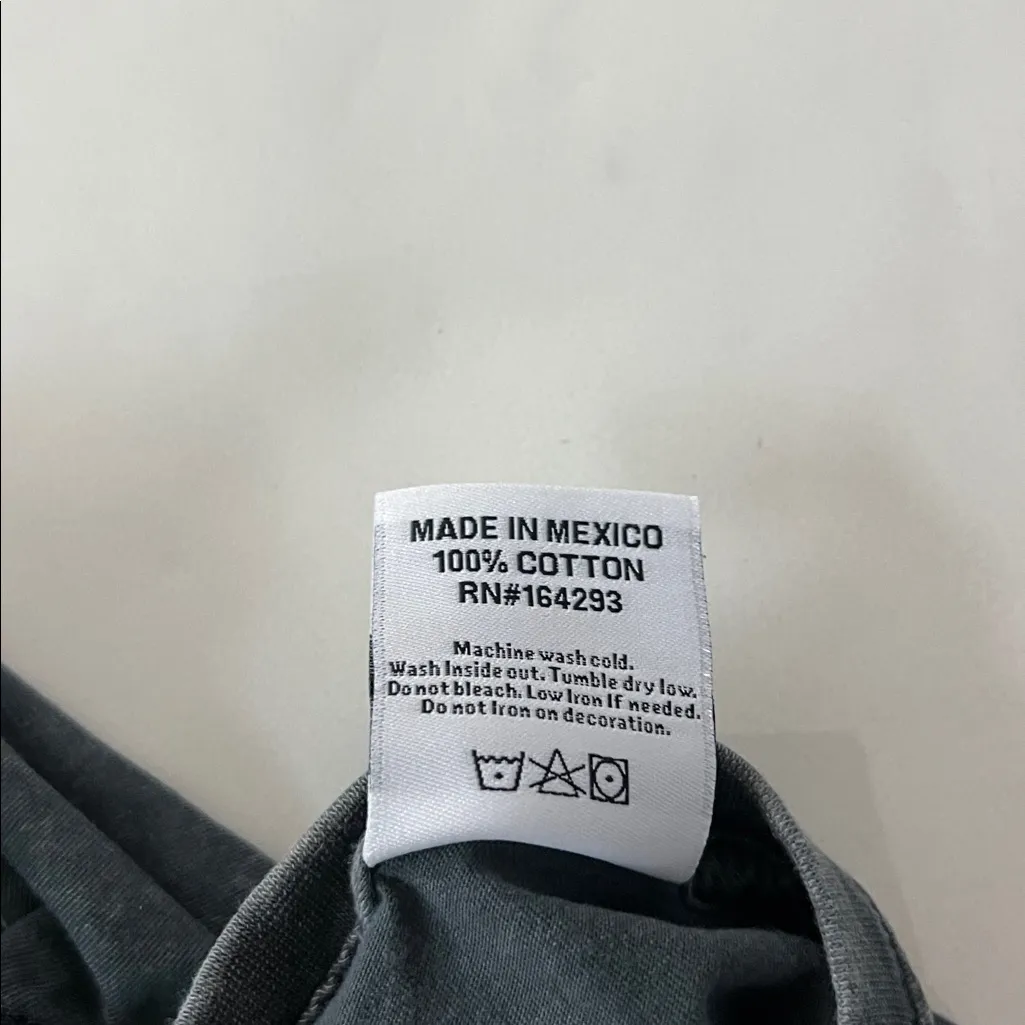 MADE IN MEXICO
100% COTTON
RN#164293
Machine wash cold.
Wash Inside out. Tumble dry low.
Do not bleach. Low Iron If needed.
Do not Iron on decoration.